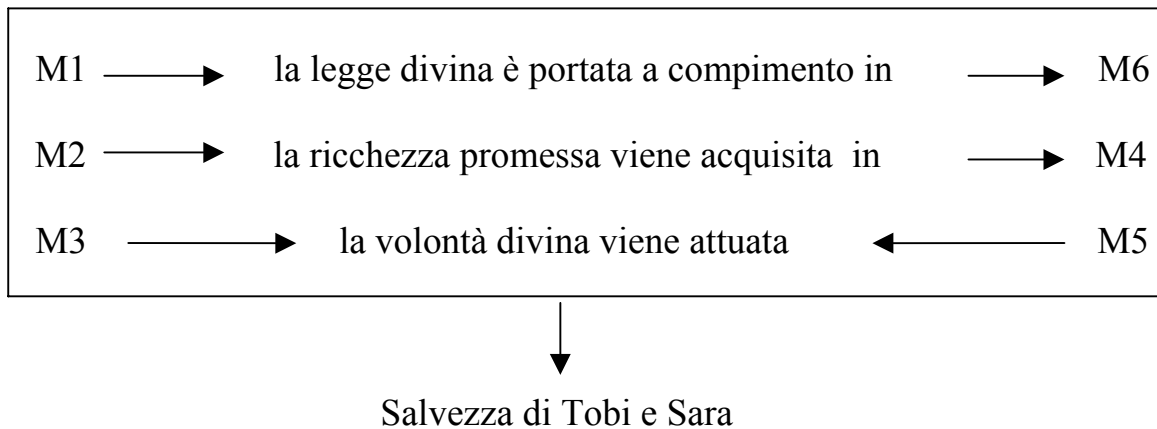 M1 la legge divina è portata a compimento in M6
M2 la ricchezza promessa viene acquisita in M4
M3 la volontà divina viene attuata M5
Salvezza di Tobi e Sara